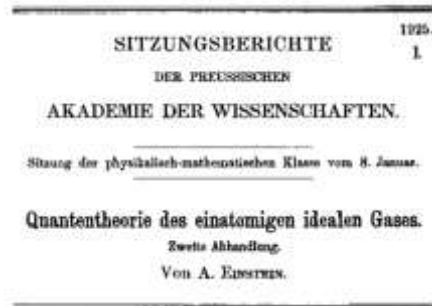 1925.
I.
SITZUNGSBERICHTE
DER PREUSSISCHEN
AKADEMIE DER WISSENSCHAFTEN.
Sitzung der physikalisch-mathematischen Klasse vom 8. Januar.
Quantentheorie des einatomigen idealen Gases.
Zweite Abhandlung.
Von A. Einstein.